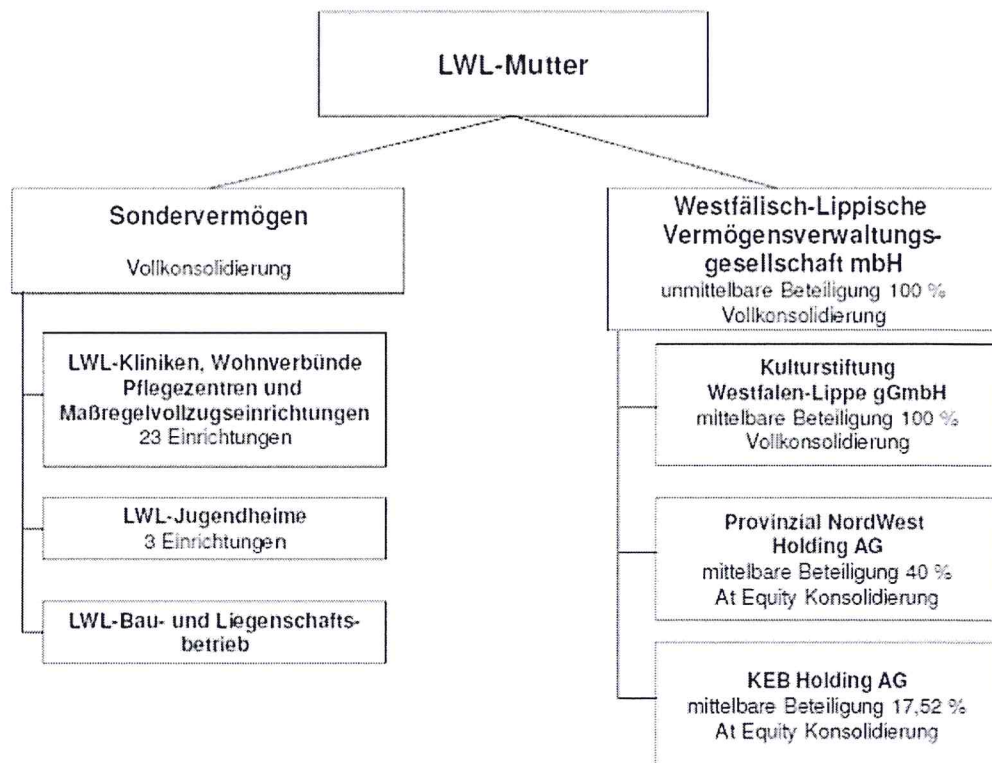 LWL-Mutter
Sondervermögen
Vollkonsolidierung
LWL-Kliniken, Wohnverbünde
Pflegezentren und
Maßregelvollzugseinrichtungen
23 Einrichtungen
LWL-Jugendheime
3 Einrichtungen
LWL-Bau- und Liegenschafts-
betrieb
Westfälisch-Lippische
Vermögensverwaltungs-
gesellschaft mbH
unmittelbare Beteiligung 100 %
Vollkonsolidierung
Kulturstiftung
Westfalen-Lippe gGmbH
mittelbare Beteiligung 100 %
Vollkonsolidierung
Provinzial NordWest
Holding AG
mittelbare Beteiligung 40 %
At Equity Konsolidierung
KEB Holding AG
mittelbare Beteiligung 17,52 %
At Equity Konsolidierung